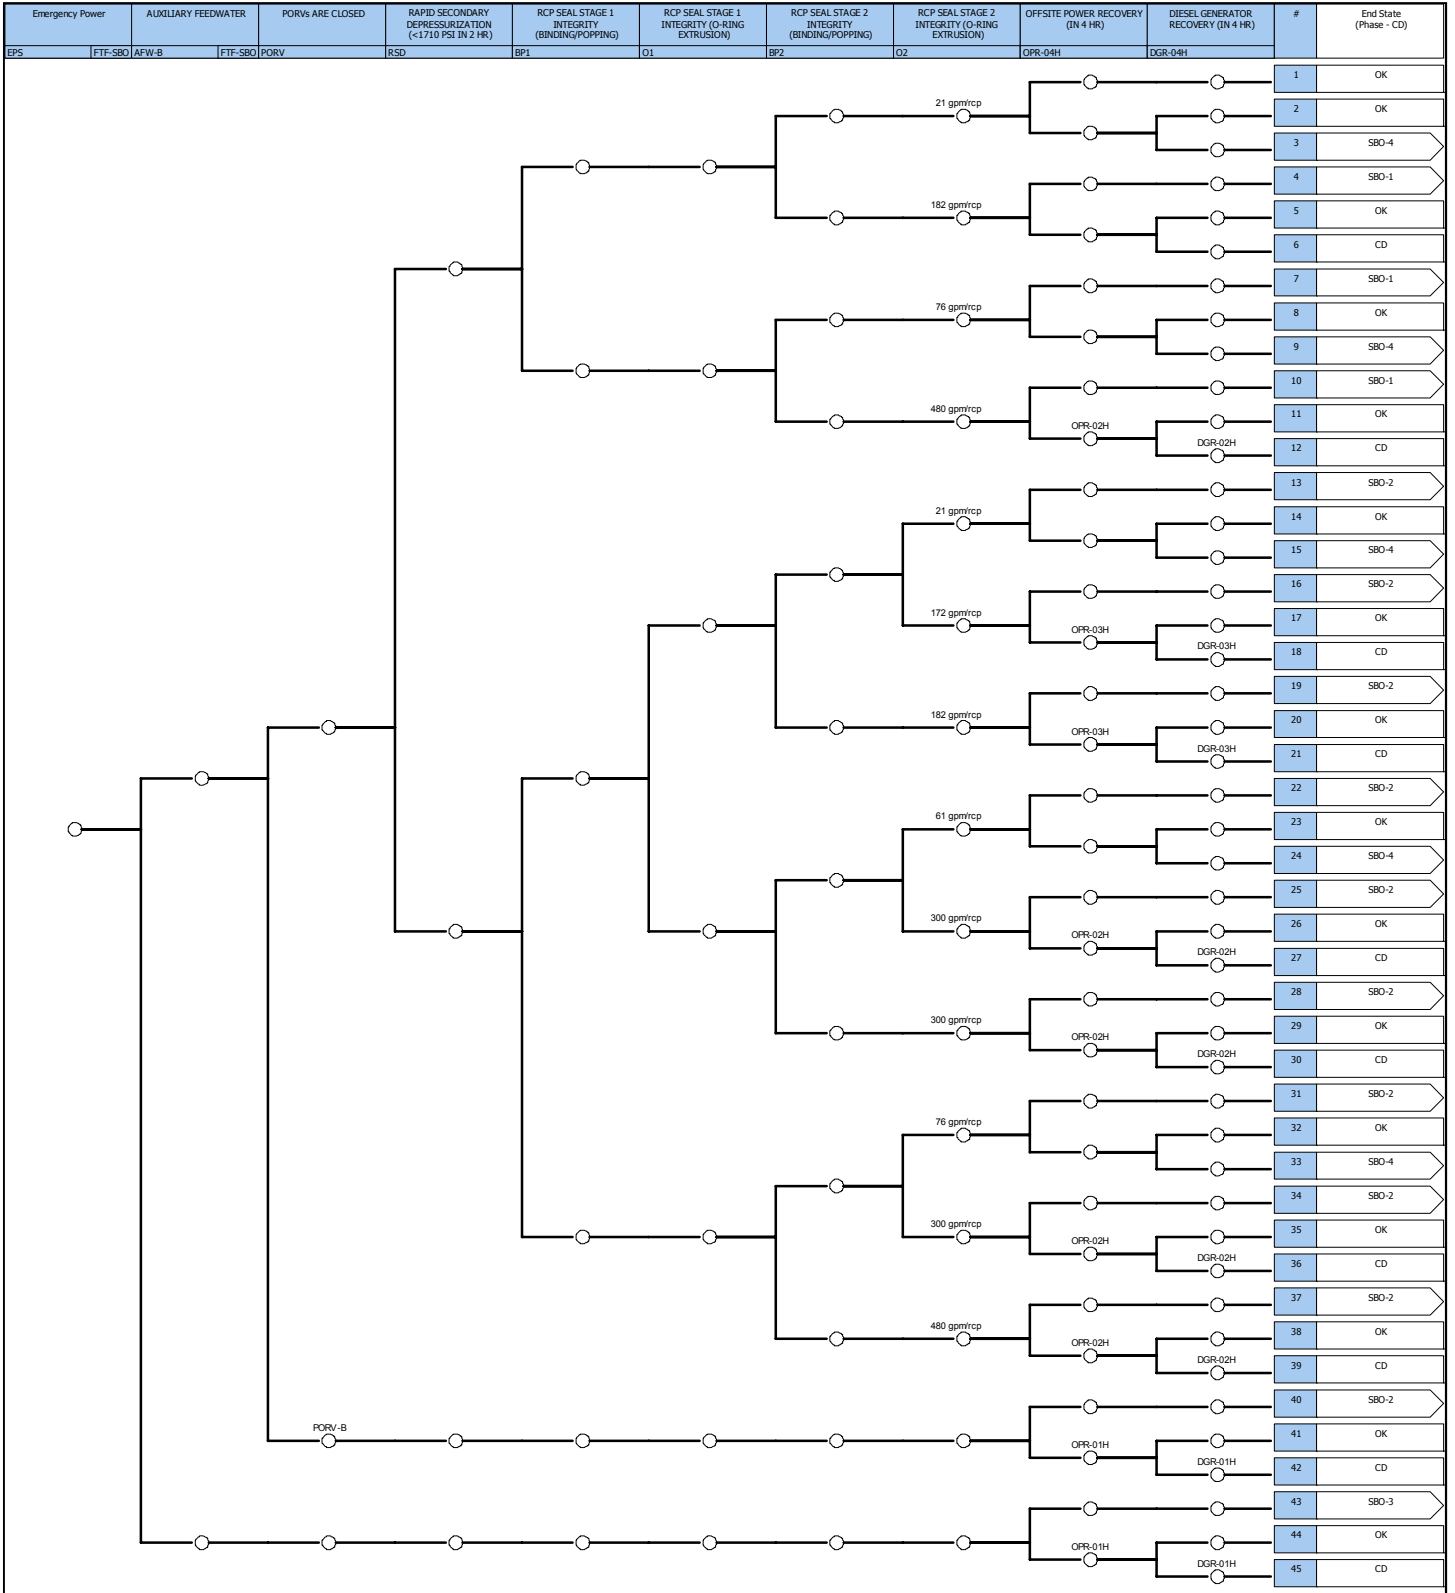 Emergency Power
AUXILIARY FEEDWATER
PORVs ARE CLOSED
RAPID SECONDARY
DEPRESSURIZATION
(<1710 PSI IN 2 HR)
RCP SEAL STAGE 1
INTEGRITY
(BINDING/POPPING)
RCP SEAL STAGE 1
INTEGRITY (O-RING
EXTRUSION)
RCP SEAL STAGE 2
INTEGRITY
(BINDING/POPPING)
RCP SEAL STAGE 2
INTEGRITY (O-RING
EXTRUSION)
OFFSITE POWER RECOVERY
(IN 4 HR)
DIESEL GENERATOR
RECOVERY (IN 4 HR)
#
End State
(Phase - CD)
EPS
FTF-SBO
AFW-B
FTF-SBO
PORV
RSD
BP1
O1
BP2
O2
OPR-04H
DGR-04H
1 OK
21 gpm/rcp
2 OK
3 SBO-4
4 SBO-1
182 gpm/rcp
5 OK
6 CD
7 SBO-1
76 gpm/rcp
8 OK
9 SBO-4
10 SBO-1
480 gpm/rcp
11 OK
OPR-02H
DGR-02H
12 CD
13 SBO-2
21 gpm/rcp
14 OK
15 SBO-4
16 SBO-2
172 gpm/rcp
17 OK
OPR-03H
DGR-03H
18 CD
19 SBO-2
182 gpm/rcp
20 OK
OPR-03H
DGR-03H
21 CD
22 SBO-2
61 gpm/rcp
23 OK
24 SBO-4
25 SBO-2
300 gpm/rcp
26 OK
OPR-02H
DGR-02H
27 CD
28 SBO-2
300 gpm/rcp
29 OK
OPR-02H
DGR-02H
30 CD
31 SBO-2
76 gpm/rcp
32 OK
33 SBO-4
34 SBO-2
300 gpm/rcp
35 OK
OPR-02H
DGR-02H
36 CD
37 SBO-2
480 gpm/rcp
38 OK
OPR-02H
DGR-02H
39 CD
40 SBO-2
PORV-B
41 OK
OPR-01H
DGR-01H
42 CD
43 SBO-3
44 OK
OPR-01H
DGR-01H
45 CD